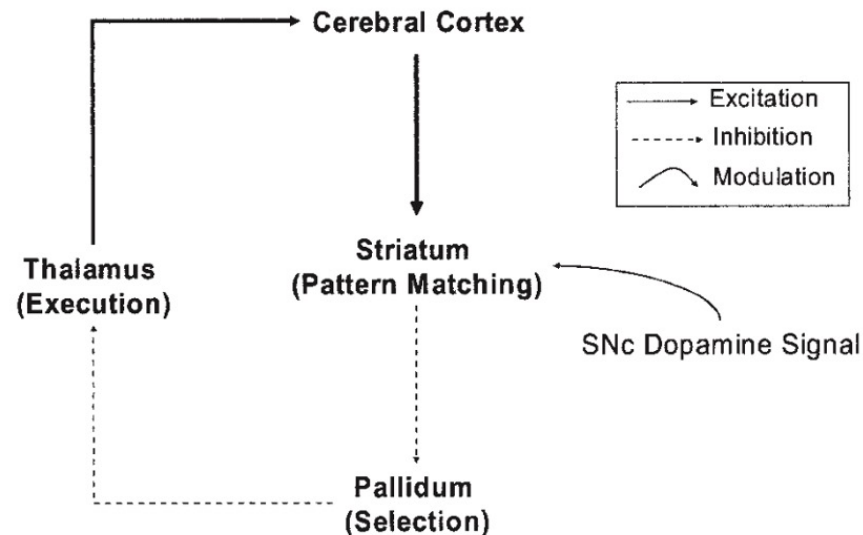 Cerebral Cortex
Excitation
Inhibition
Modulation
Striatum
(Pattern Matching)
Thalamus
(Execution)
SNc Dopamine Signal
Pallidum
(Selection)